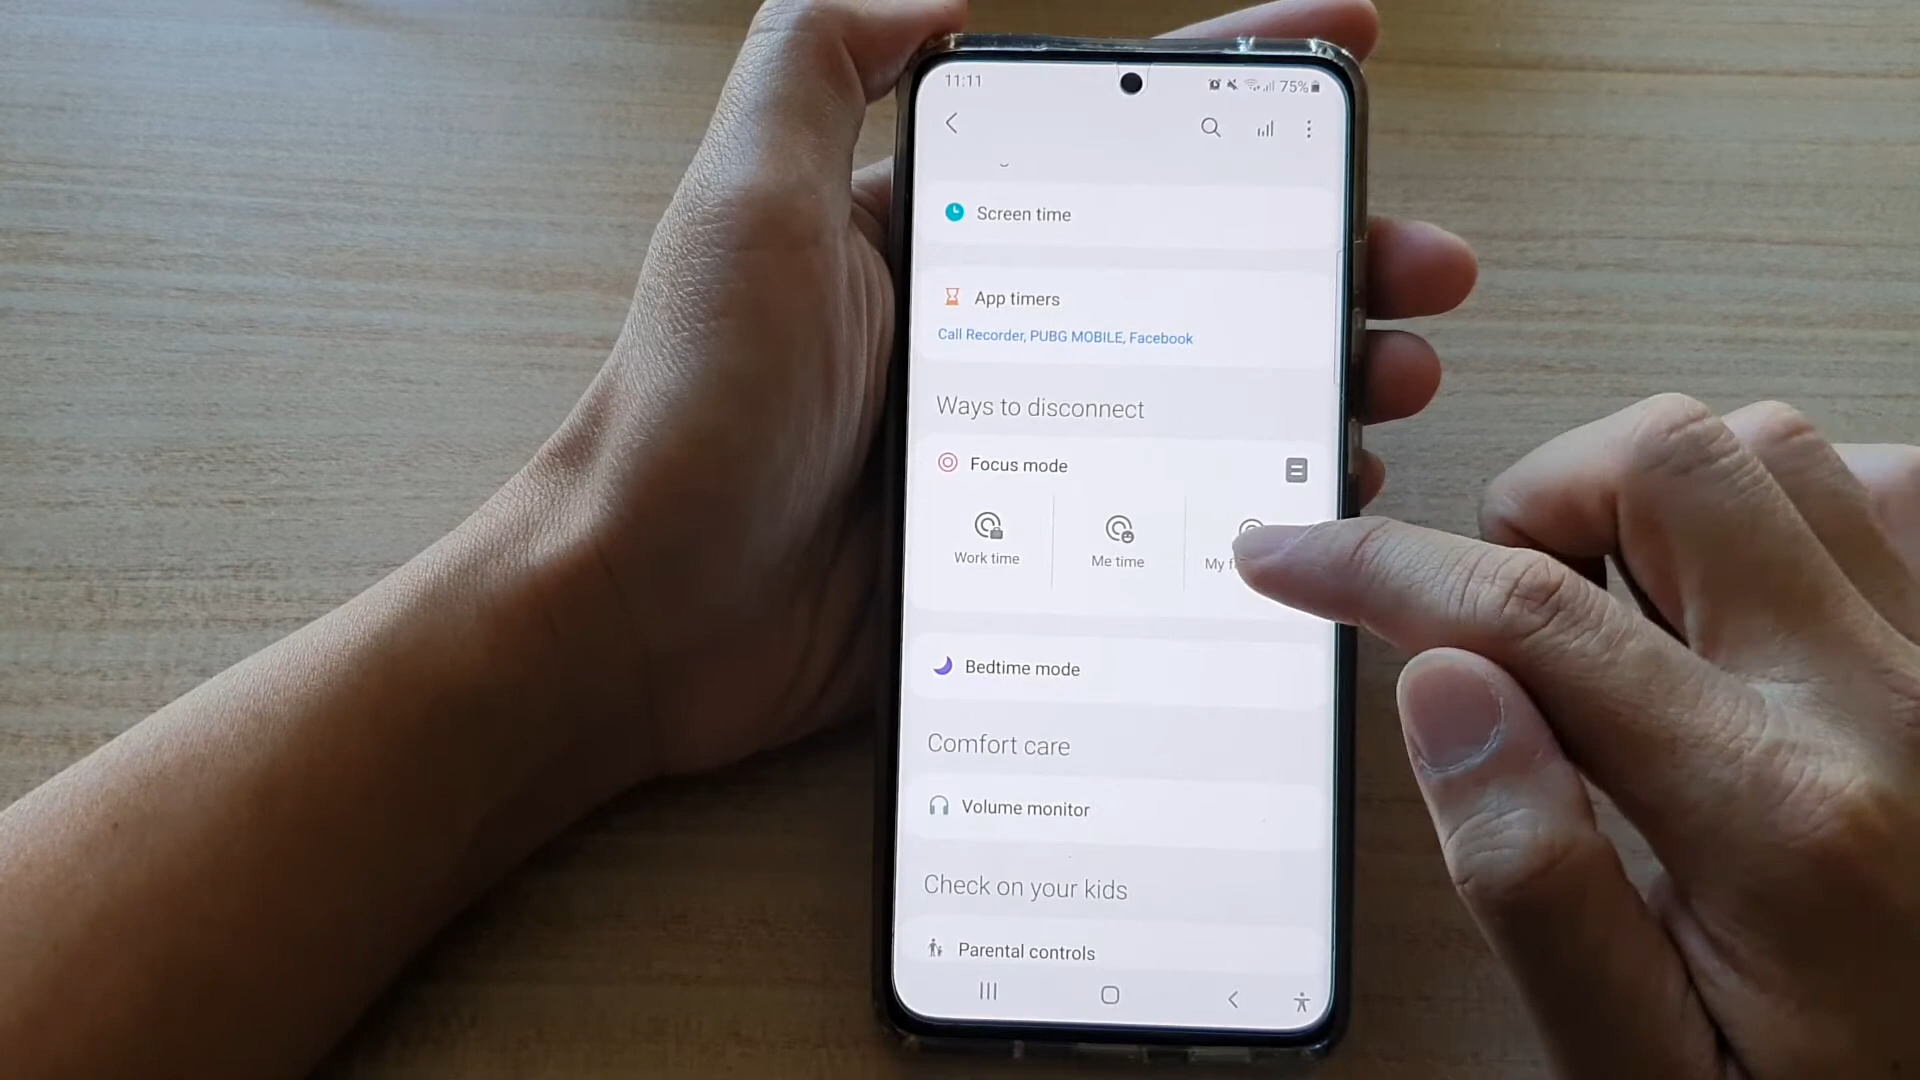 11:11
75%
Screen time
App timers
Call Recorder, PUBG MOBILE, Facebook
Ways to disconnect
Focus mode
Work time
Me time
My
Bedtime mode
Comfort care
Volume monitor
Check on your kids
Parental controls